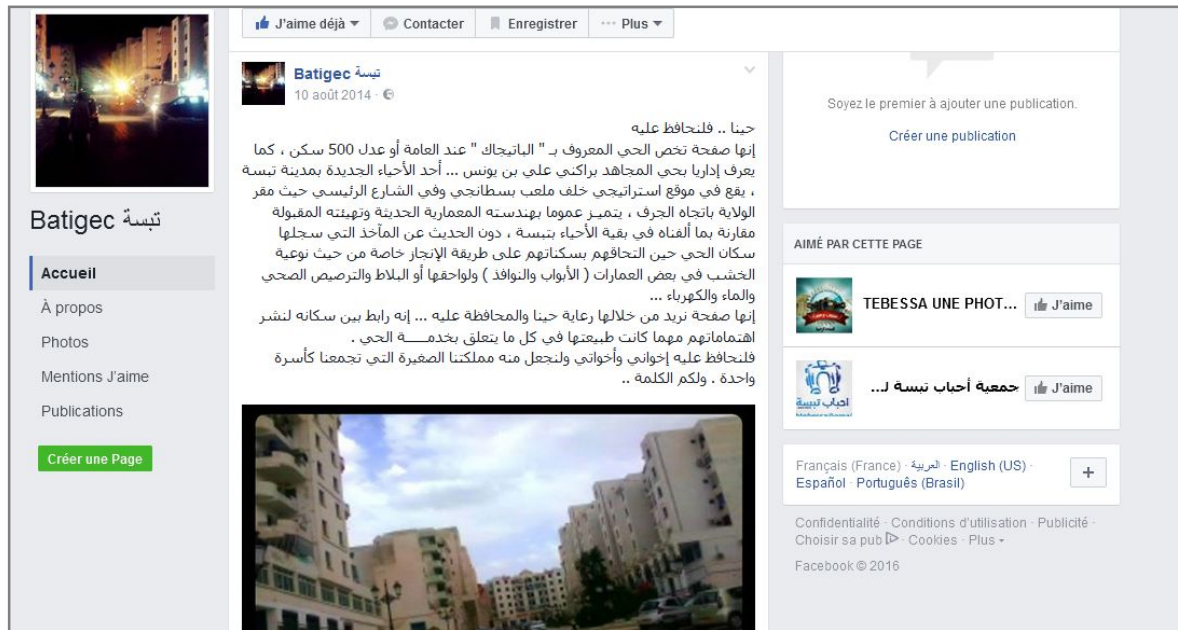 J'aime déjà
Contacter
Enregistrer
··· Plus
Batigec تبسة
Accueil
À propos
Photos
Mentions J'aime
Publications
Créer une Page
Batigec تبسة
10 août 2014 ·
حينا .. فلنحافظ عليه
إنها صفحة تخص الحي المعروف بـ " الباتيجاك " عند العامة أو عدل 500 سكن ، كما
يعرف إداريا بحي المجاهد براكني علي بن يونس ... أحد الأحياء الجديدة بمدينة تبسة
، يقع في موقع استراتيجي خلف ملعب بسطانجي وفي الشارع الرئيسي حيث مقر
الولاية باتجاه الجرف ، يتميـز عموما بهندسته المعمارية الحديثة وتهيئته المقبولة
مقارنة بما ألفناه في بقية الأحياء بتبسة ، دون الحديث عن المآخذ التي سجلها
سكان الحي حين التحاقهم بسكناتهم على طريقة الإنجاز خاصة من حيث نوعية
الخشب في بعض العمارات ( الأبواب والنوافذ ) ولواحقها أو البلاط والترصيص الصحي
والماء والكهرباء ...
إنها صفحة نريد من خلالها رعاية حينا والمحافظة عليه ... إنه رابط بين سكانه لنشر
اهتماماتهم مهما كانت طبيعتها في كل ما يتعلق بخدمـــــة الحي .
فلنحافظ عليه إخواني وأخواتي ولنجعل منه مملكتنا الصغيرة التي تجمعنا كأسرة
واحدة . ولكم الكلمة ..
Soyez le premier à ajouter une publication.
Créer une publication
AIMÉ PAR CETTE PAGE
TEBESSA UNE PHOT...
J'aime
جمعية أحباب تبسة لـ...
J'aime
احباب تبسة
Français (France) · العربية · English (US) ·
Español · Português (Brasil)
+
Confidentialité · Conditions d'utilisation · Publicité ·
Choisir sa pub · Cookies · Plus
Facebook © 2016